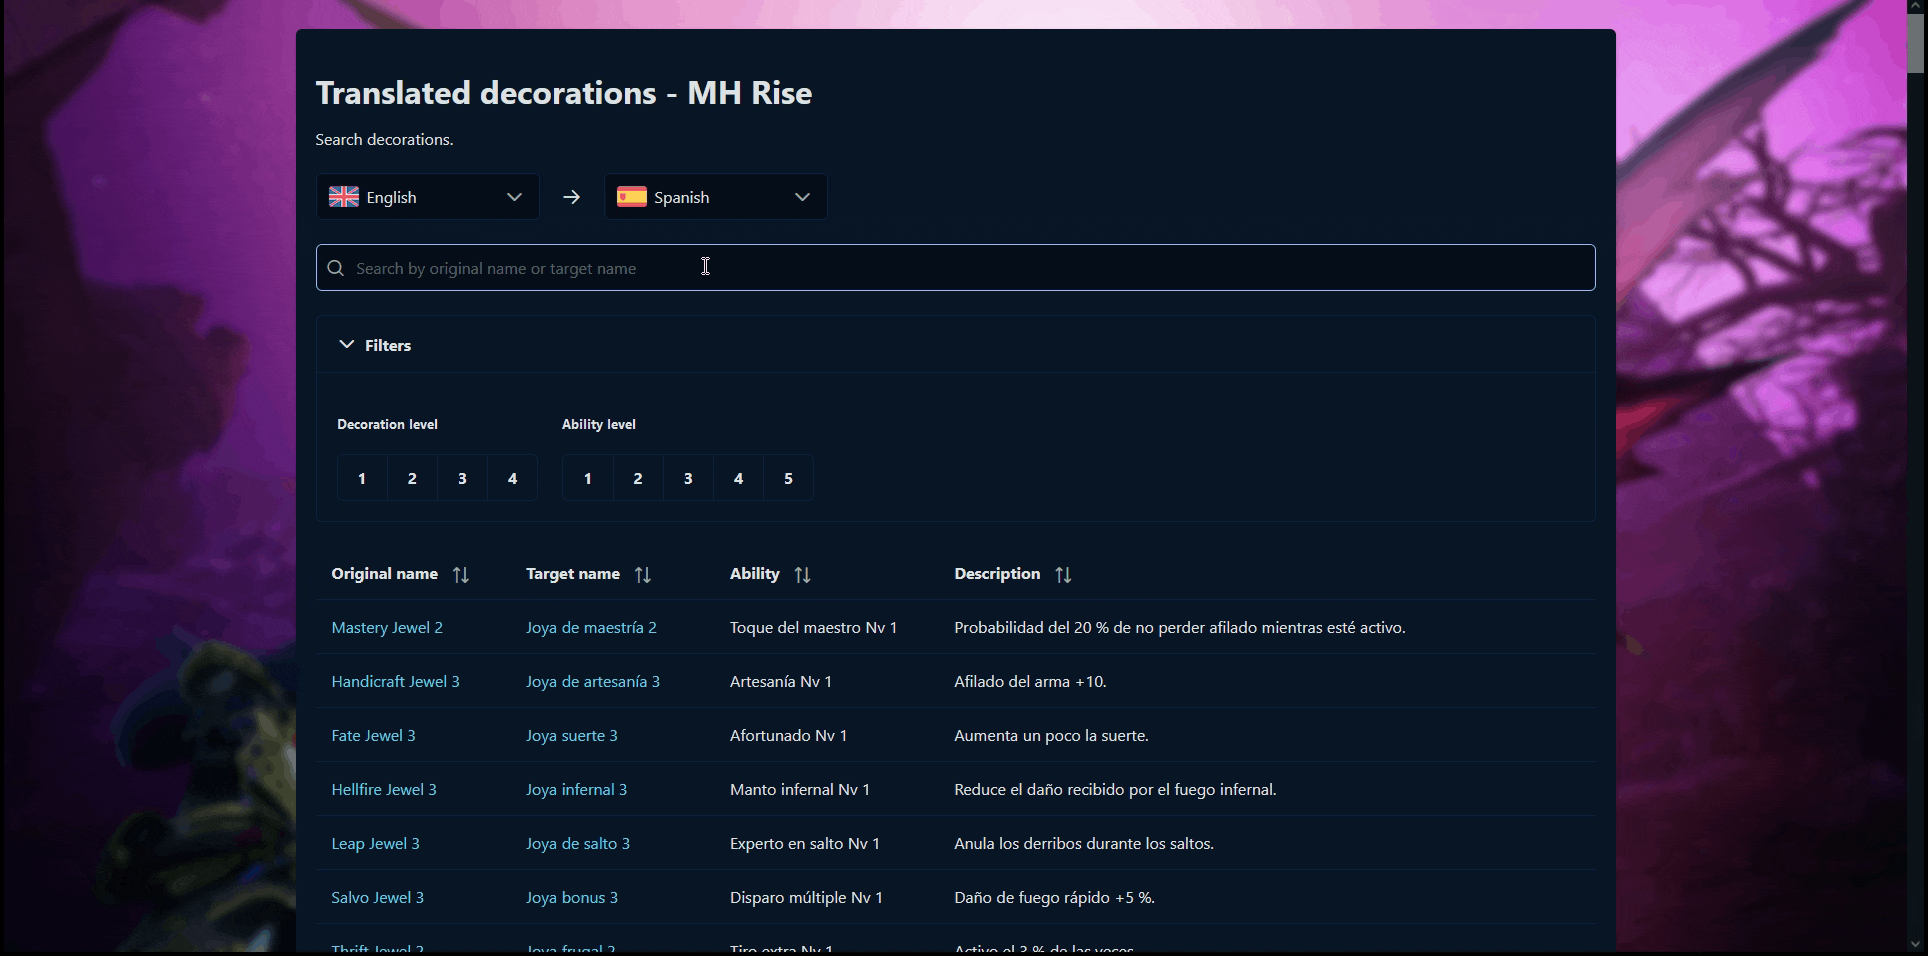 Translated decorations - MH Rise
Search decorations.
English → Spanish
Search by original name or target name
Filters
Decoration level Ability level
1 2 3 4 1 2 3 4 5
Original name Target name Ability Description
Mastery Jewel 2 Joya de maestría 2 Toque del maestro Nv 1 Probabilidad del 20 % de no perder afilado mientras esté activo.
Handicraft Jewel 3 Joya de artesanía 3 Artesanía Nv 1 Afilado del arma +10.
Fate Jewel 3 Joya suerte 3 Afortunado Nv 1 Aumenta un poco la suerte.
Hellfire Jewel 3 Joya infernal 3 Manto infernal Nv 1 Reduce el daño recibido por el fuego infernal.
Leap Jewel 3 Joya de salto 3 Experto en salto Nv 1 Anula los derribos durante los saltos.
Salvo Jewel 3 Joya bonus 3 Disparo múltiple Nv 1 Daño de fuego rápido +5 %.
Thrift Jewel 2 Joya frugal 2 Tiro extra Nv 1 Activo el 3 % de las veces.